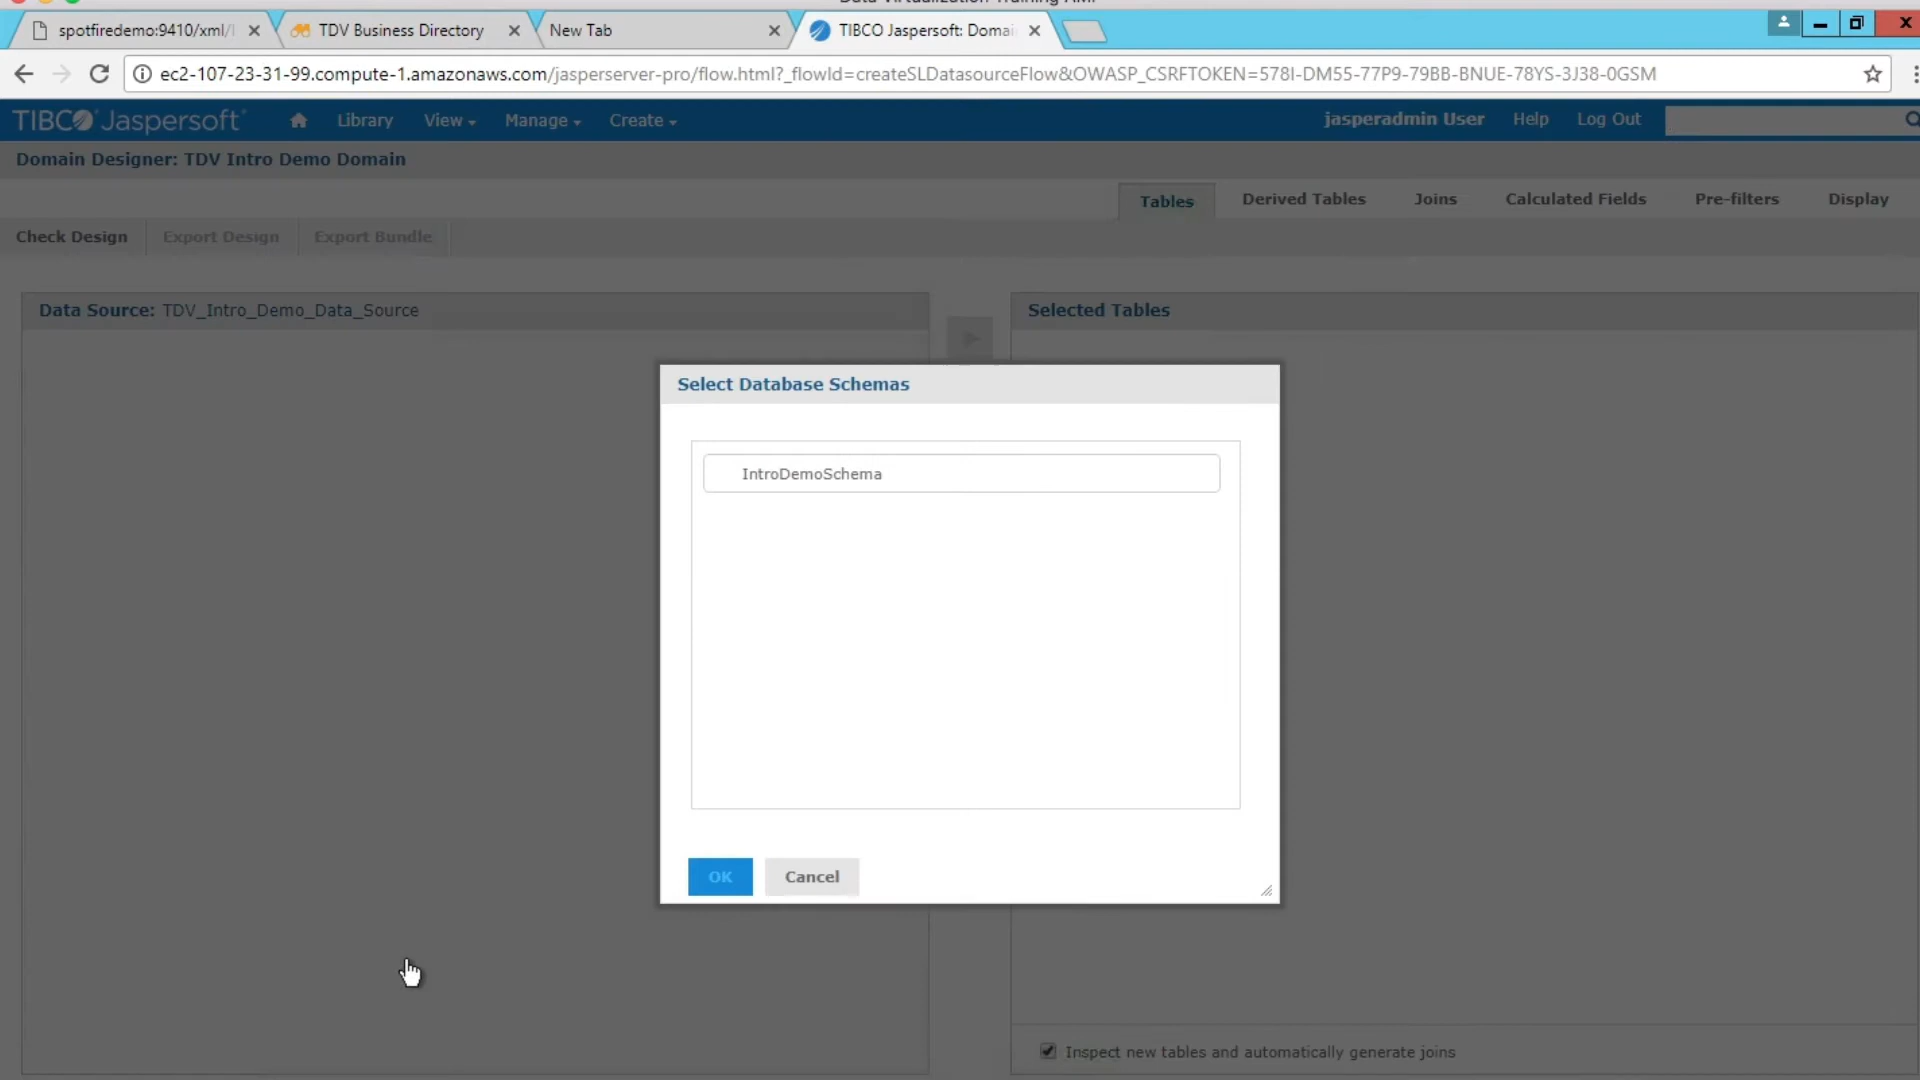 Data Virtualization Training AMI
spotfiredemo:9410/xml/
TDV Business Directory
New Tab
TIBCO Jaspersoft: Domai
ec2-107-23-31-99.compute-1.amazonaws.com/jasperserver-pro/flow.html?_flowId=createSLDatasourceFlow&OWASP_CSRFTOKEN=578I-DM55-77P9-79BB-BNUE-78YS-3J38-0GSM
TIBCO Jaspersoft
Library
View
Manage
Create
jasperadmin User
Help
Log Out
Domain Designer: TDV Intro Demo Domain
Tables
Derived Tables
Joins
Calculated Fields
Pre-filters
Display
Check Design
Export Design
Export Bundle
Data Source: TDV_Intro_Demo_Data_Source
Selected Tables
Select Database Schemas
IntroDemoSchema
OK
Cancel
Inspect new tables and automatically generate joins